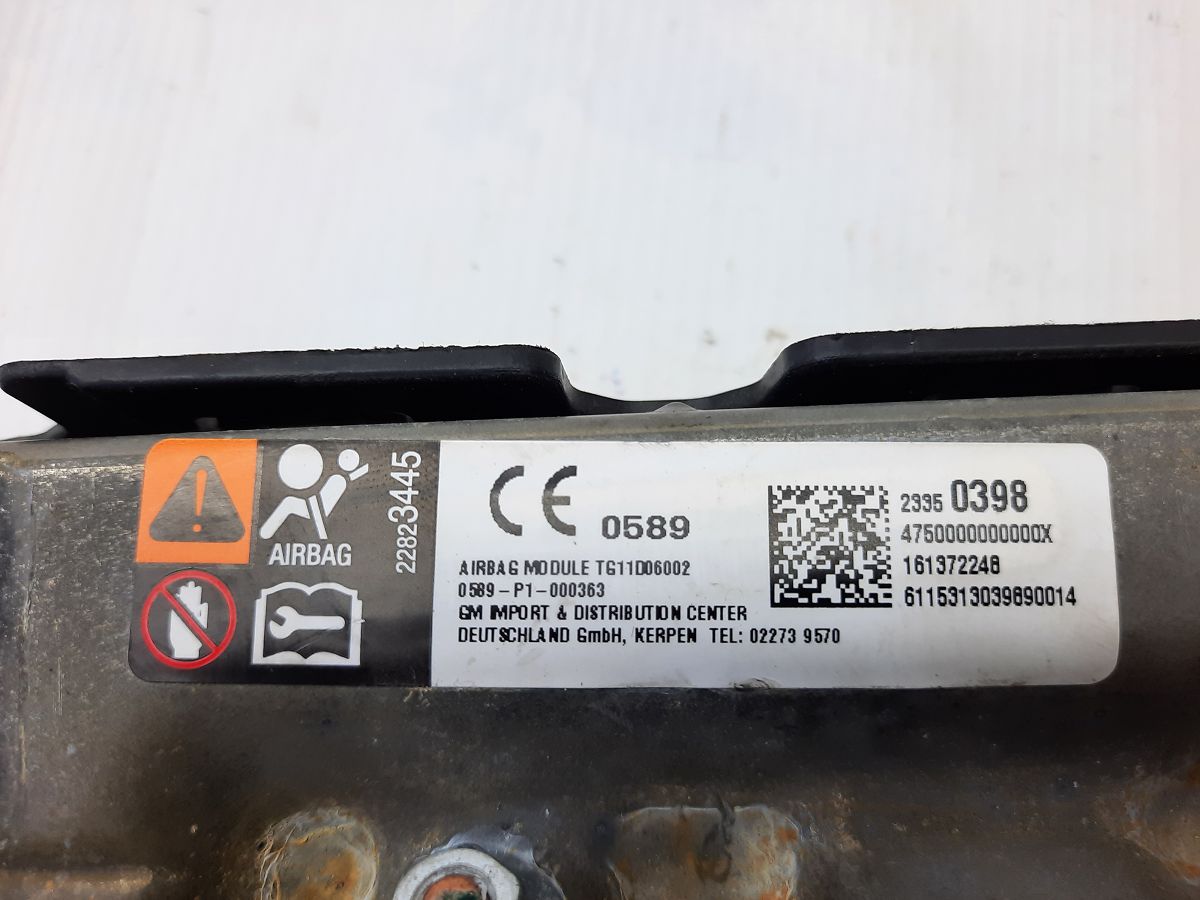 AIRBAG
22823445
CE 0589
AIRBAG MODULE TG11D06002
0589-P1-000363
GM IMPORT & DISTRIBUTION CENTER
DEUTSCHLAND GmbH, KERPEN TEL: 02273 9570
2335 0398
4750000000000X
161372248
6115313039890014